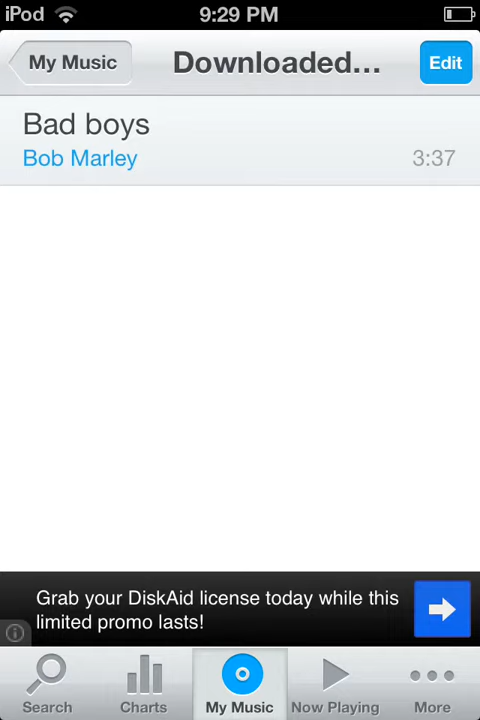 iPod 9:29 PM
My Music Downloaded... Edit
Bad boys
Bob Marley 3:37
Grab your DiskAid license today while this
limited promo lasts!
Search Charts My Music Now Playing More